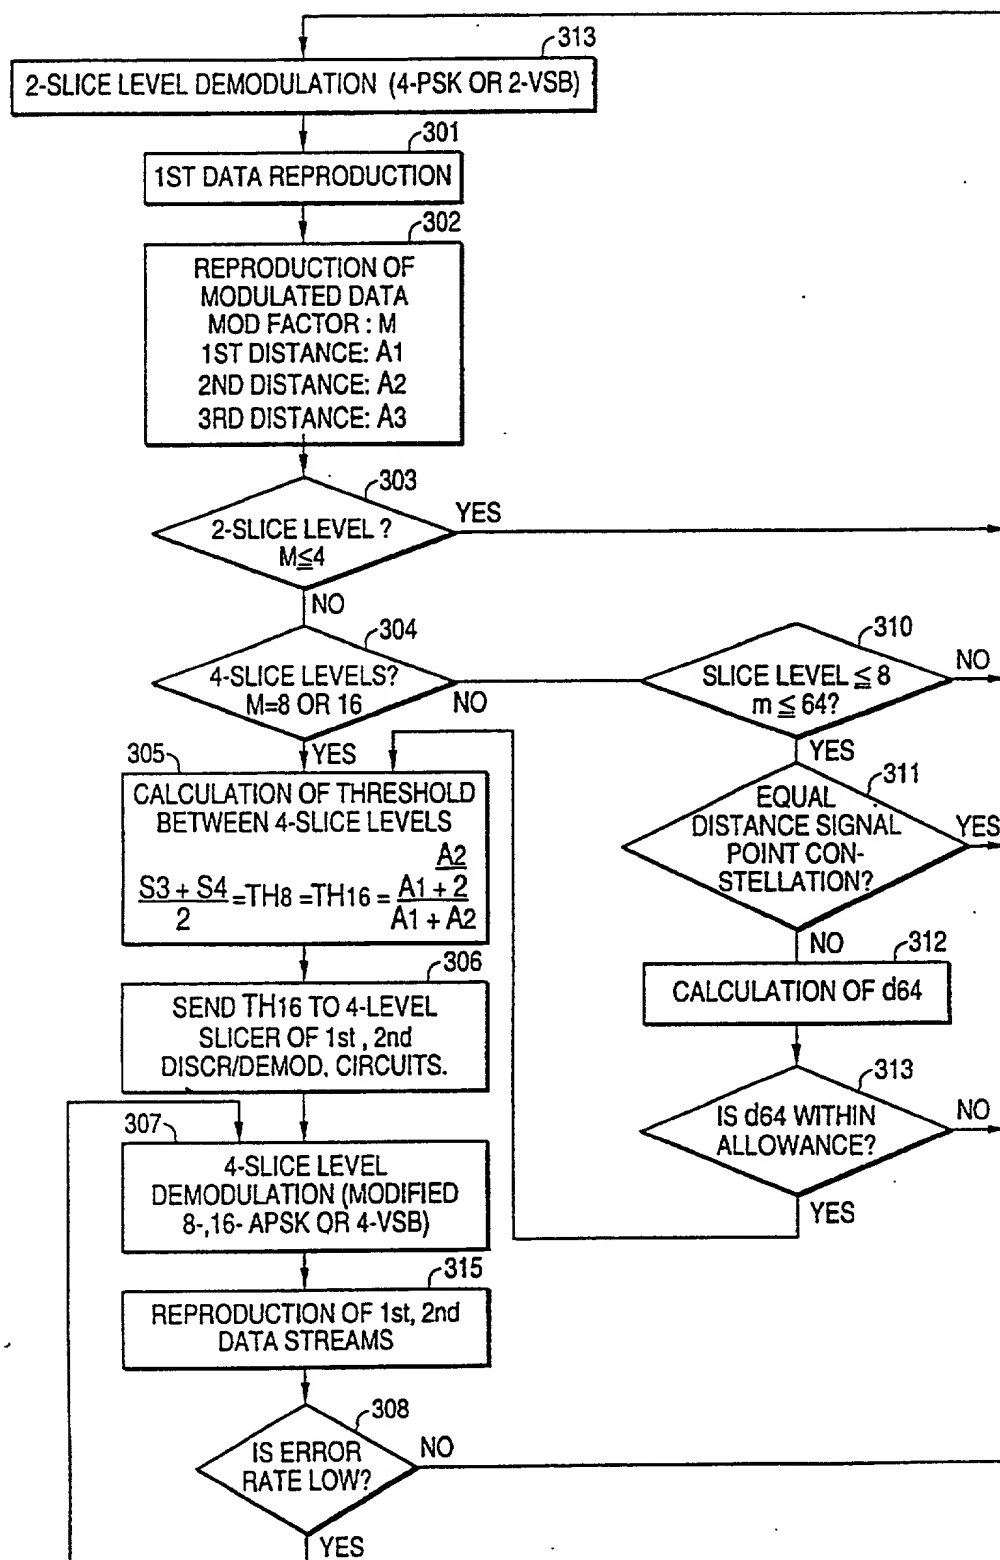 313
2-SLICE LEVEL DEMODULATION (4-PSK OR 2-VSB)
301
1ST DATA REPRODUCTION
302
REPRODUCTION OF
MODULATED DATA
MOD FACTOR : M
1ST DISTANCE: A1
2ND DISTANCE: A2
3RD DISTANCE: A3
303
2-SLICE LEVEL ?
M≦4
YES
NO
304
4-SLICE LEVELS?
M=8 OR 16
NO
YES
310
SLICE LEVEL ≦ 8
m ≦ 64?
NO
YES
305
CALCULATION OF THRESHOLD
BETWEEN 4-SLICE LEVELS
A2
S3 + S4 =TH8 =TH16 = A1 + 2
2 A1 + A2
311
EQUAL
DISTANCE SIGNAL
POINT CON-
STELLATION?
YES
NO
306
SEND TH16 TO 4-LEVEL
SLICER OF 1st , 2nd
DISCR/DEMOD. CIRCUITS.
312
CALCULATION OF d64
313
IS d64 WITHIN
ALLOWANCE?
NO
YES
307
4-SLICE LEVEL
DEMODULATION (MODIFIED
8-,16- APSK OR 4-VSB)
315
REPRODUCTION OF 1st, 2nd
DATA STREAMS
308
IS ERROR
RATE LOW?
NO
YES